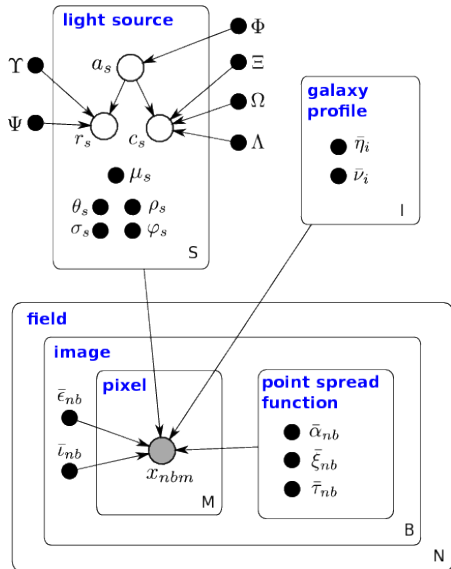 light source
Φ
ϒ
a_s
Ξ
Ω
Ψ
r_s
c_s
Λ
μ_s
θ_s
ρ_s
σ_s
φ_s
S
galaxy
profile
η̄_i
ν̄_i
I
field
image
pixel
point spread
function
ϵ̄_nb
ᾱ_nb
ῑ_nb
x_nbm
ξ̄_nb
τ̄_nb
M
B
N